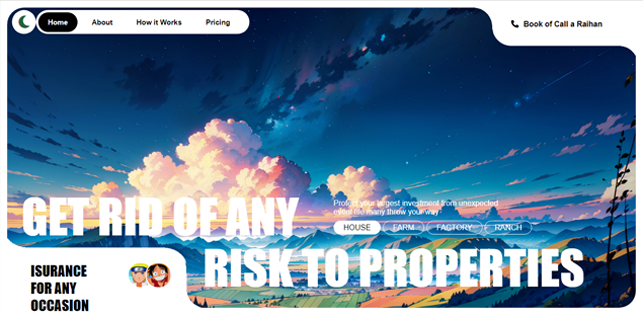 Home
About
How it Works
Pricing
Book of Call a Raihan
GET RID OF ANY
Protect your largest investment from unexpected
event life many throw your way
HOUSE
FARM
FACTORY
RANCH
RISK TO PROPERTIES
ISURANCE
FOR ANY
OCCASION